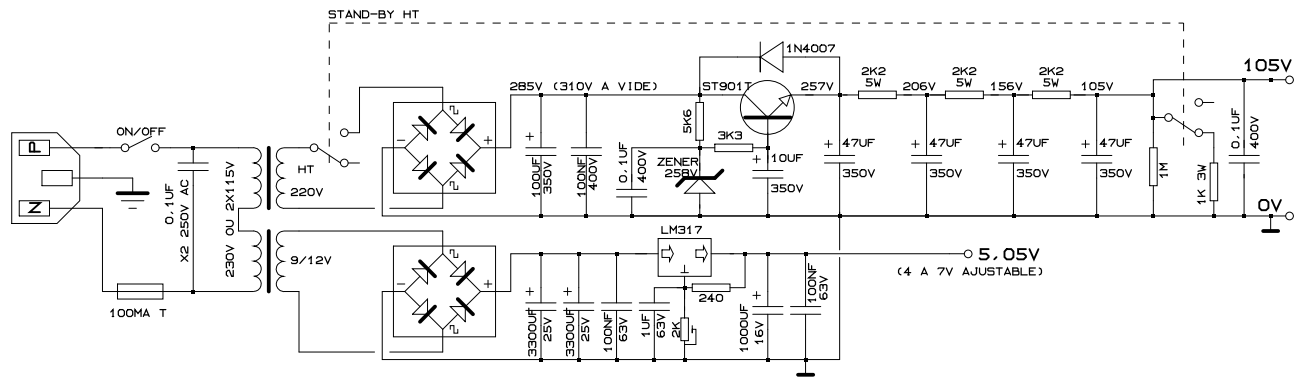 STAND-BY HT
ON/OFF
P
N
0,1UF
X2 250V AC
230V OU 2X115V
HT
220V
9/12V
100MA T
285V (310V A VIDE)
1N4007
ST901T
257V
2K2
5W
206V
2K2
5W
156V
2K2
5W
105V
105V
5K6
3K3
ZENER
258V
100UF
350V
100NF
400V
0,1UF
400V
10UF
350V
47UF
350V
47UF
350V
47UF
350V
47UF
350V
1M
1K 3W
0,1UF
400V
0V
LM317
5,05V
(4 A 7V AJUSTABLE)
240
2K
3300UF
25V
3300UF
25V
100NF
63V
1UF
63V
1000UF
16V
100NF
63V